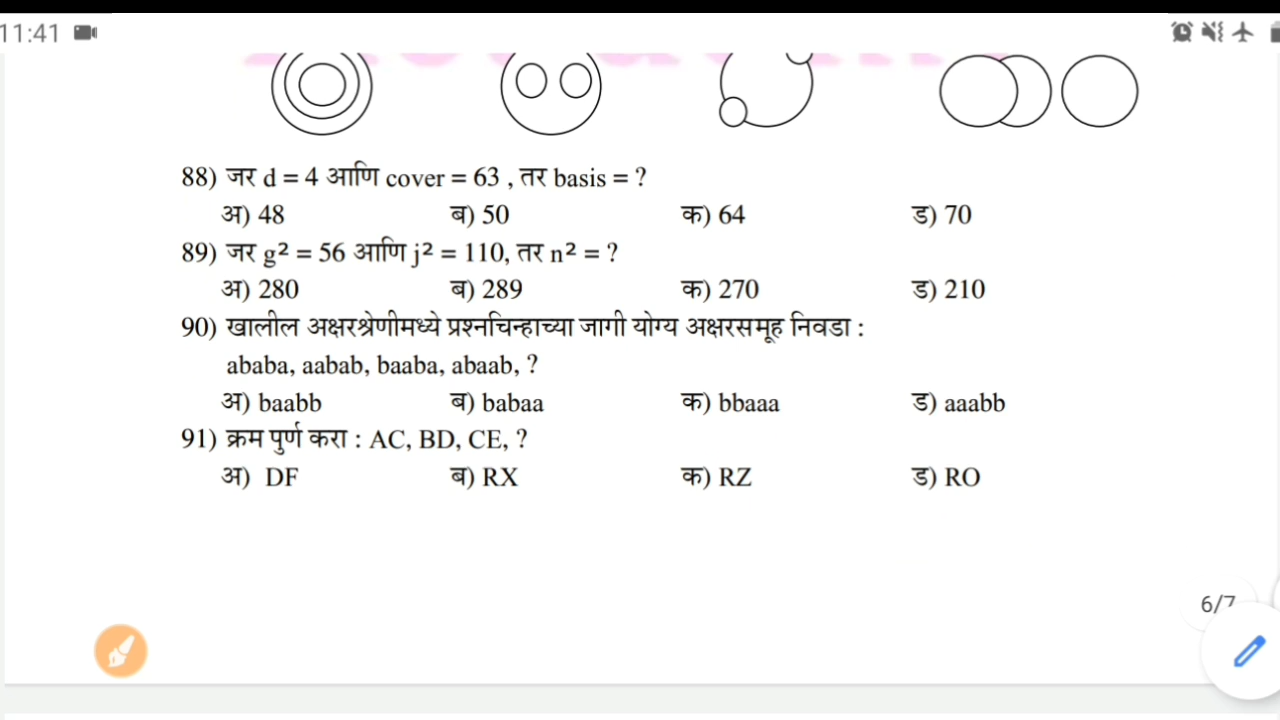 11:41
88) जर d = 4 आणि cover = 63 , तर basis = ?
अ) 48 ब) 50 क) 64 ड) 70
89) जर g² = 56 आणि j² = 110, तर n² = ?
अ) 280 ब) 289 क) 270 ड) 210
90) खालील अक्षरश्रेणीमध्ये प्रश्नचिन्हाच्या जागी योग्य अक्षरसमूह निवडा :
ababa, aabab, baaba, abaab, ?
अ) baabb ब) babaa क) bbaaa ड) aaabb
91) क्रम पुर्ण करा : AC, BD, CE, ?
अ) DF ब) RX क) RZ ड) RO
6/7